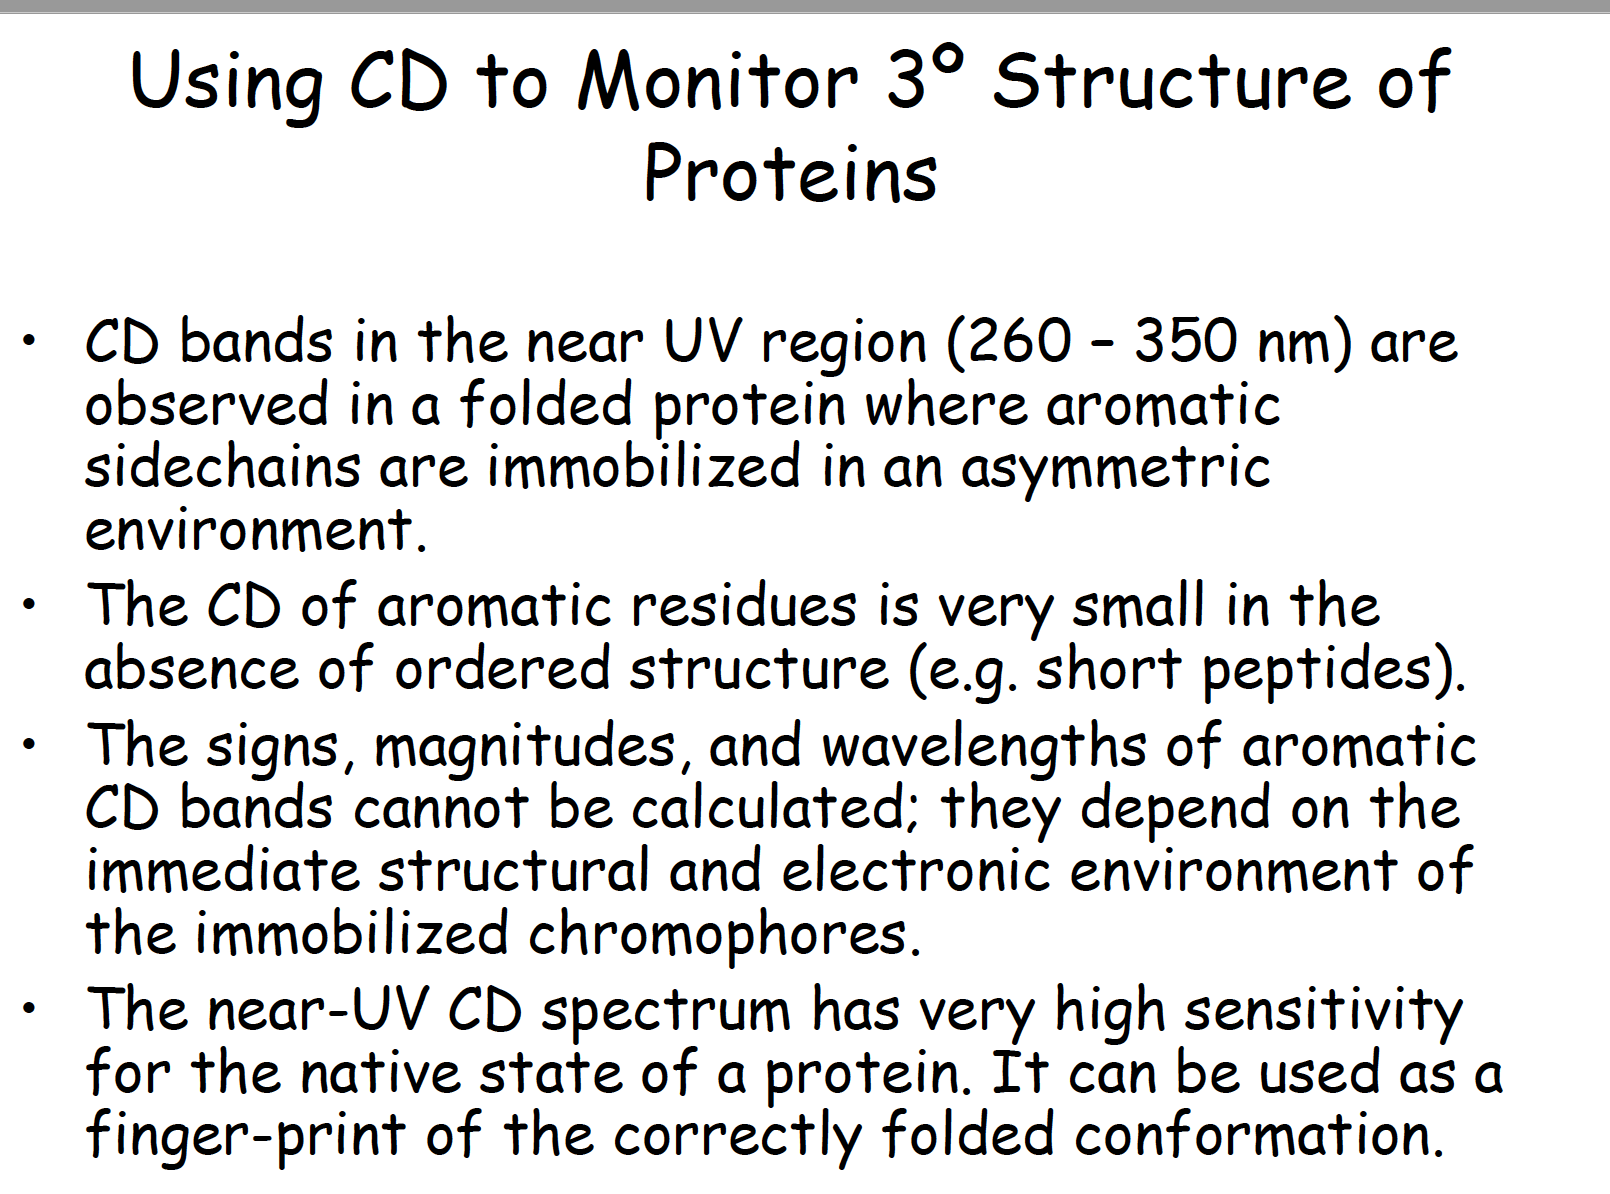 Using CD to Monitor 3º Structure of
Proteins
• CD bands in the near UV region (260 – 350 nm) are
observed in a folded protein where aromatic
sidechains are immobilized in an asymmetric
environment.
• The CD of aromatic residues is very small in the
absence of ordered structure (e.g. short peptides).
• The signs, magnitudes, and wavelengths of aromatic
CD bands cannot be calculated; they depend on the
immediate structural and electronic environment of
the immobilized chromophores.
• The near-UV CD spectrum has very high sensitivity
for the native state of a protein. It can be used as a
finger-print of the correctly folded conformation.